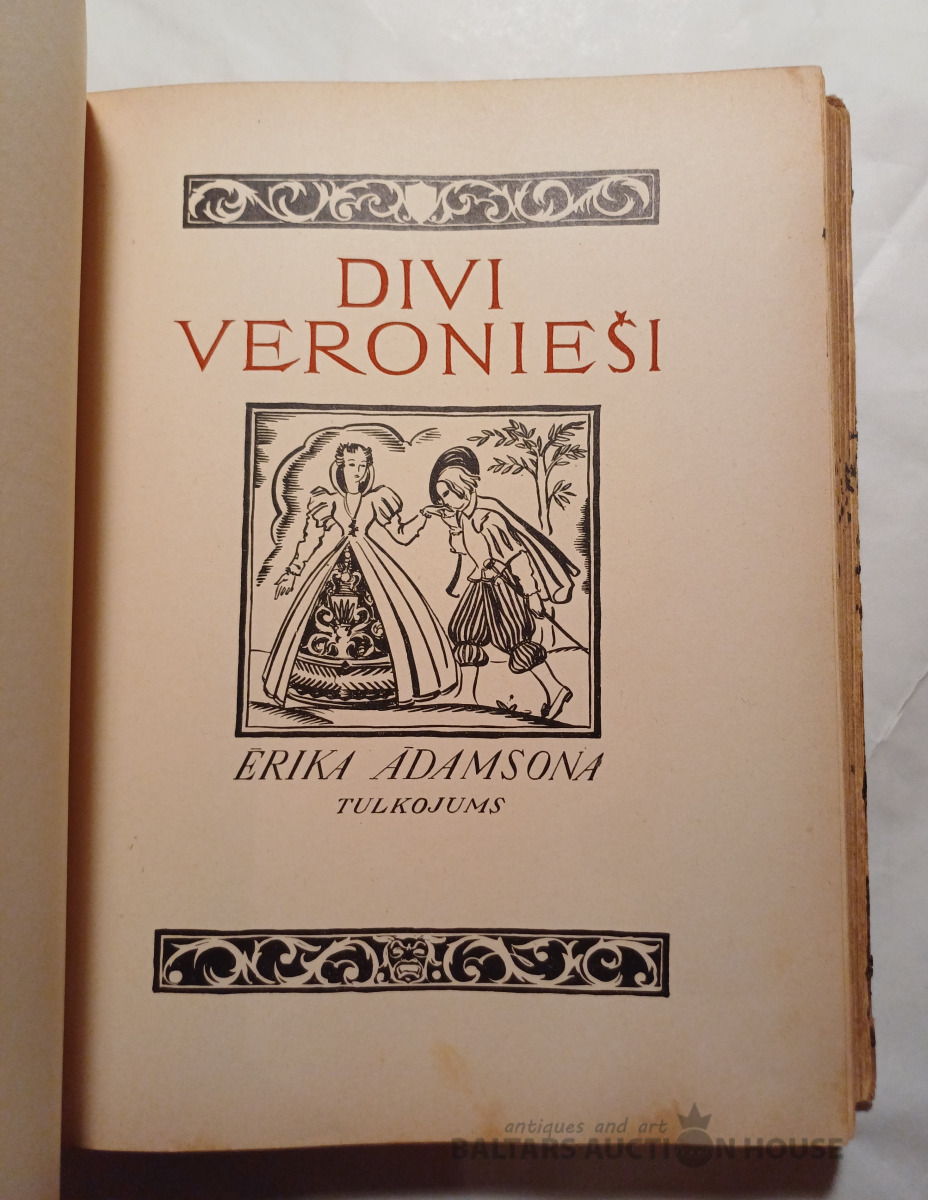 DIVI
VERONIEŠI
ĒRIKA ĀDAMSONA
TULKOJUMS
antiques and art
BALTARS AUCTION HOUSE